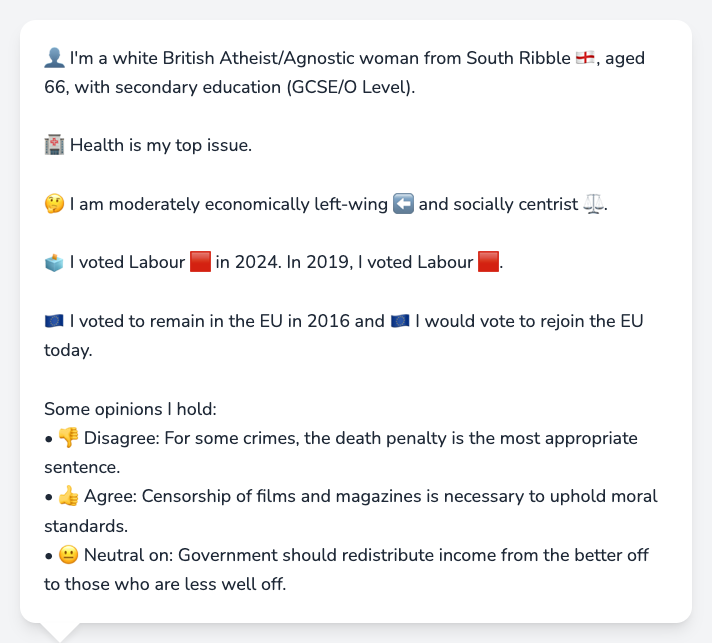 👤 I'm a white British Atheist/Agnostic woman from South Ribble 🏴󠁧󠁢󠁥󠁮󠁧󠁿, aged
66, with secondary education (GCSE/O Level).
🏥 Health is my top issue.
🤔 I am moderately economically left-wing ⬅️ and socially centrist ⚖️.
🗳️ I voted Labour 🟥 in 2024. In 2019, I voted Labour 🟥.
🇪🇺 I voted to remain in the EU in 2016 and 🇪🇺 I would vote to rejoin the EU
today.
Some opinions I hold:
• 👎 Disagree: For some crimes, the death penalty is the most appropriate
sentence.
• 👍 Agree: Censorship of films and magazines is necessary to uphold moral
standards.
• 😐 Neutral on: Government should redistribute income from the better off
to those who are less well off.